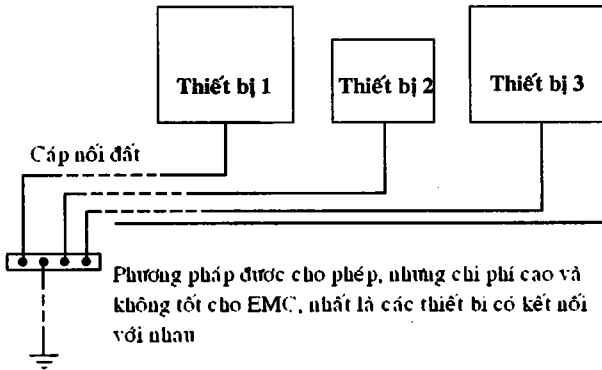 Thiết bị 1
Thiết bị 2
Thiết bị 3
Cáp nối đất
Phương pháp được cho phép, nhưng chi phí cao và
không tốt cho EMC, nhất là các thiết bị có kết nối
với nhau